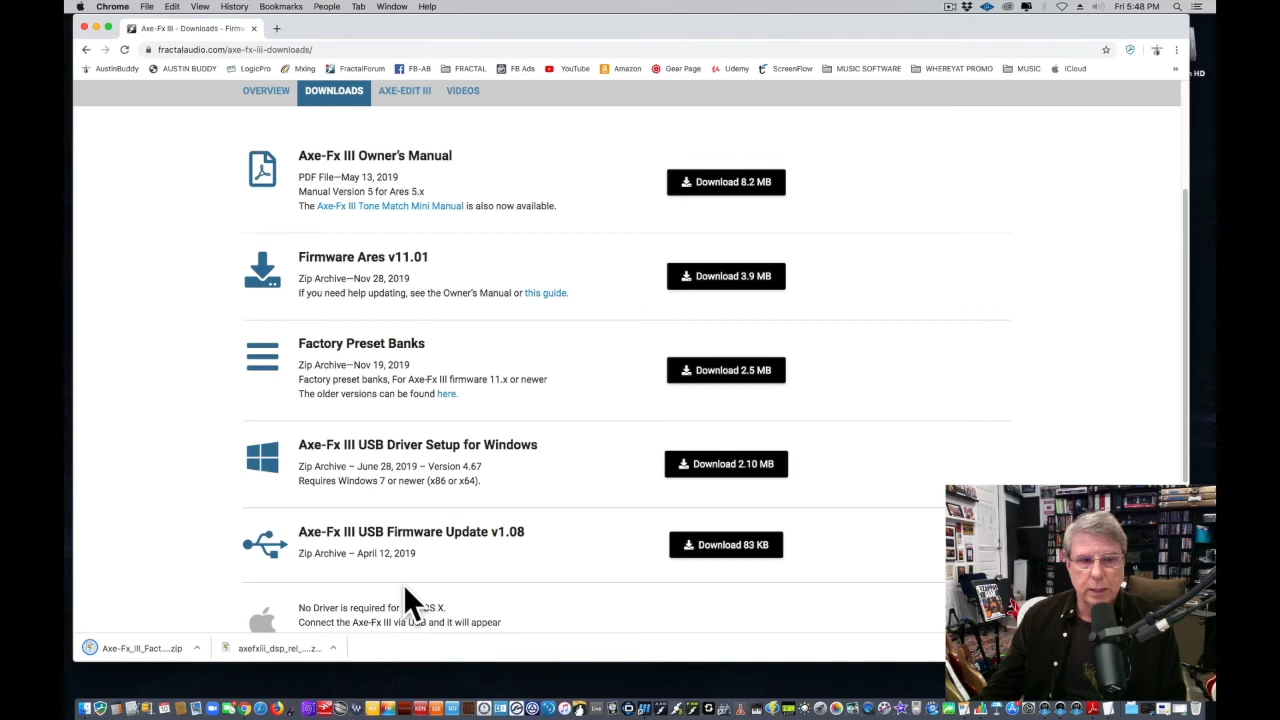 Chrome File Edit View History Bookmarks People Tab Window Help Fri 5:48 PM
Axe-Fx III - Downloads - Firmw
fractalaudio.com/axe-fx-iii-downloads/
AustinBuddy AUSTIN BUDDY LogicPro Mxing FractalForum FB-AB FRACTAL FB Ads YouTube Amazon Gear Page Udemy ScreenFlow MUSIC SOFTWARE WHEREYAT PROMO MUSIC iCloud »
HD
OVERVIEW DOWNLOADS AXE-EDIT III VIDEOS
Axe-Fx III Owner's Manual
PDF File—May 13, 2019
Manual Version 5 for Ares 5.x
The Axe-Fx III Tone Match Mini Manual is also now available.
Download 8.2 MB
Firmware Ares v11.01
Zip Archive—Nov 28, 2019
If you need help updating, see the Owner's Manual or this guide.
Download 3.9 MB
Factory Preset Banks
Zip Archive—Nov 19, 2019
Factory preset banks, For Axe-Fx III firmware 11.x or newer
The older versions can be found here.
Download 2.5 MB
Axe-Fx III USB Driver Setup for Windows
Zip Archive – June 28, 2019 – Version 4.67
Requires Windows 7 or newer (x86 or x64).
Download 2.10 MB
Axe-Fx III USB Firmware Update v1.08
Zip Archive – April 12, 2019
Download 83 KB
No Driver is required for OS X.
Connect the Axe-Fx III via USB and it will appear
Axe-Fx_III_Fact....zip axefxiii_dsp_rel_....z...